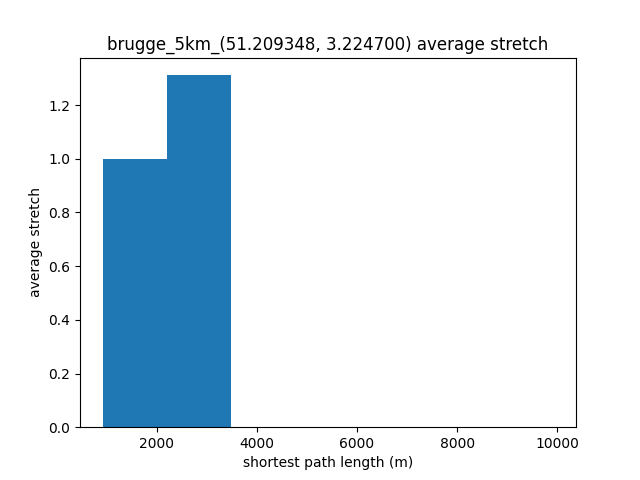 brugge_5km_(51.209348, 3.224700) average stretch
1.2
1.0
0.8
0.6
0.4
0.2
0.0
average stretch
2000 4000 6000 8000 10000
shortest path length (m)